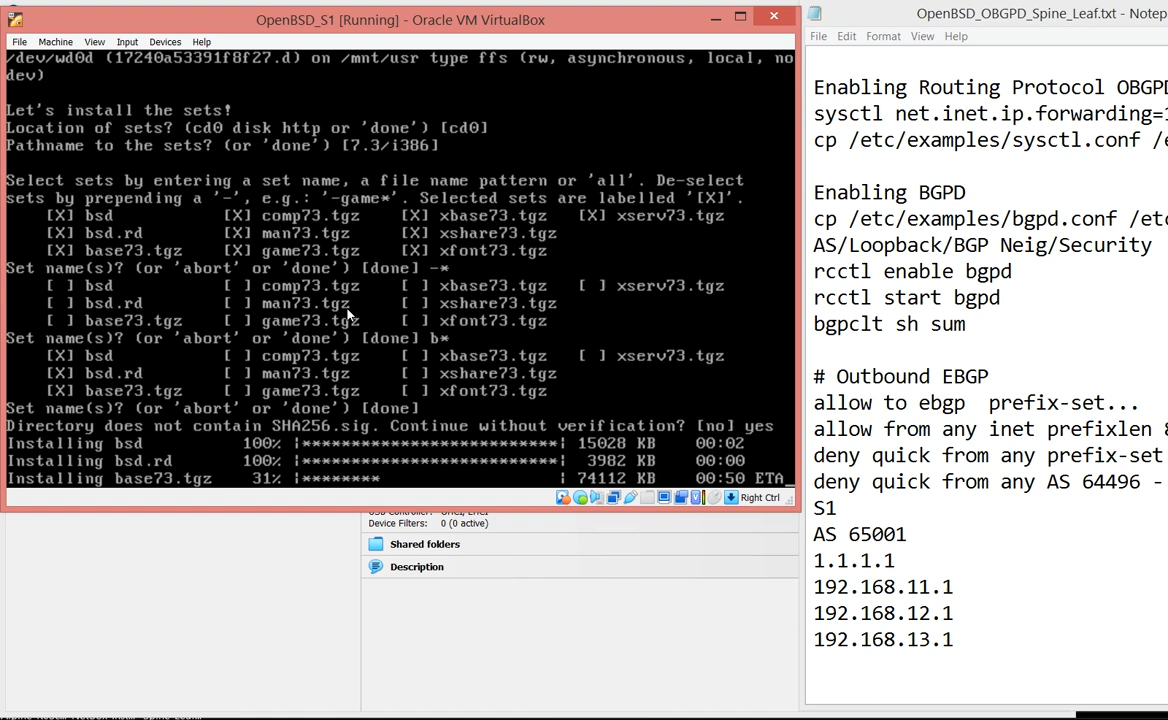 OpenBSD_S1 [Running] - Oracle VM VirtualBox
File Machine View Input Devices Help
/dev/wd0d (17240a53391f8f27.d) on /mnt/usr type ffs (rw, asynchronous, local, no
dev)
Let's install the sets!
Location of sets? (cd0 disk http or 'done') [cd0]
Pathname to the sets? (or 'done') [7.3/i386]
Select sets by entering a set name, a file name pattern or 'all'. De-select
sets by prepending a '-', e.g.: '-game*'. Selected sets are labelled '[X]'.
[X] bsd [X] comp73.tgz [X] xbase73.tgz [X] xserv73.tgz
[X] bsd.rd [X] man73.tgz [X] xshare73.tgz
[X] base73.tgz [X] game73.tgz [X] xfont73.tgz
Set name(s)? (or 'abort' or 'done') [done] -*
[ ] bsd [ ] comp73.tgz [ ] xbase73.tgz [ ] xserv73.tgz
[ ] bsd.rd [ ] man73.tgz [ ] xshare73.tgz
[ ] base73.tgz [ ] game73.tgz [ ] xfont73.tgz
Set name(s)? (or 'abort' or 'done') [done] b*
[X] bsd [ ] comp73.tgz [ ] xbase73.tgz [ ] xserv73.tgz
[X] bsd.rd [ ] man73.tgz [ ] xshare73.tgz
[X] base73.tgz [ ] game73.tgz [ ] xfont73.tgz
Set name(s)? (or 'abort' or 'done') [done]
Directory does not contain SHA256.sig. Continue without verification? [no] yes
Installing bsd 100% |**************************| 15028 KB 00:02
Installing bsd.rd 100% |**************************| 3982 KB 00:00
Installing base73.tgz 31% |******** | 74112 KB 00:50 ETA_
Right Ctrl
Device Filters: 0 (0 active)
Shared folders
Description
OpenBSD_OBGPD_Spine_Leaf.txt - Notep
File Edit Format View Help
Enabling Routing Protocol OBGPD
sysctl net.inet.ip.forwarding=1
cp /etc/examples/sysctl.conf /e
Enabling BGPD
cp /etc/examples/bgpd.conf /etc
AS/Loopback/BGP Neig/Security
rcctl enable bgpd
rcctl start bgpd
bgpclt sh sum
# Outbound EBGP
allow to ebgp prefix-set...
allow from any inet prefixlen 8
deny quick from any prefix-set
deny quick from any AS 64496 -
S1
AS 65001
1.1.1.1
192.168.11.1
192.168.12.1
192.168.13.1